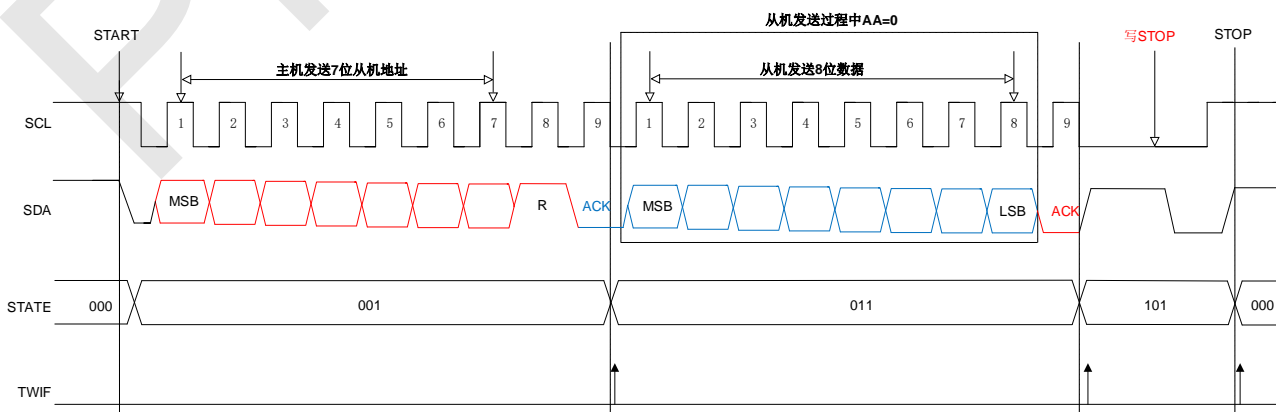 从机发送过程中AA=0
START 写STOP STOP
主机发送7位从机地址 从机发送8位数据
SCL 1 2 3 4 5 6 7 8 9 1 2 3 4 5 6 7 8 9
SDA MSB R ACK MSB LSB ACK
STATE 000 001 011 101 000
TWIF